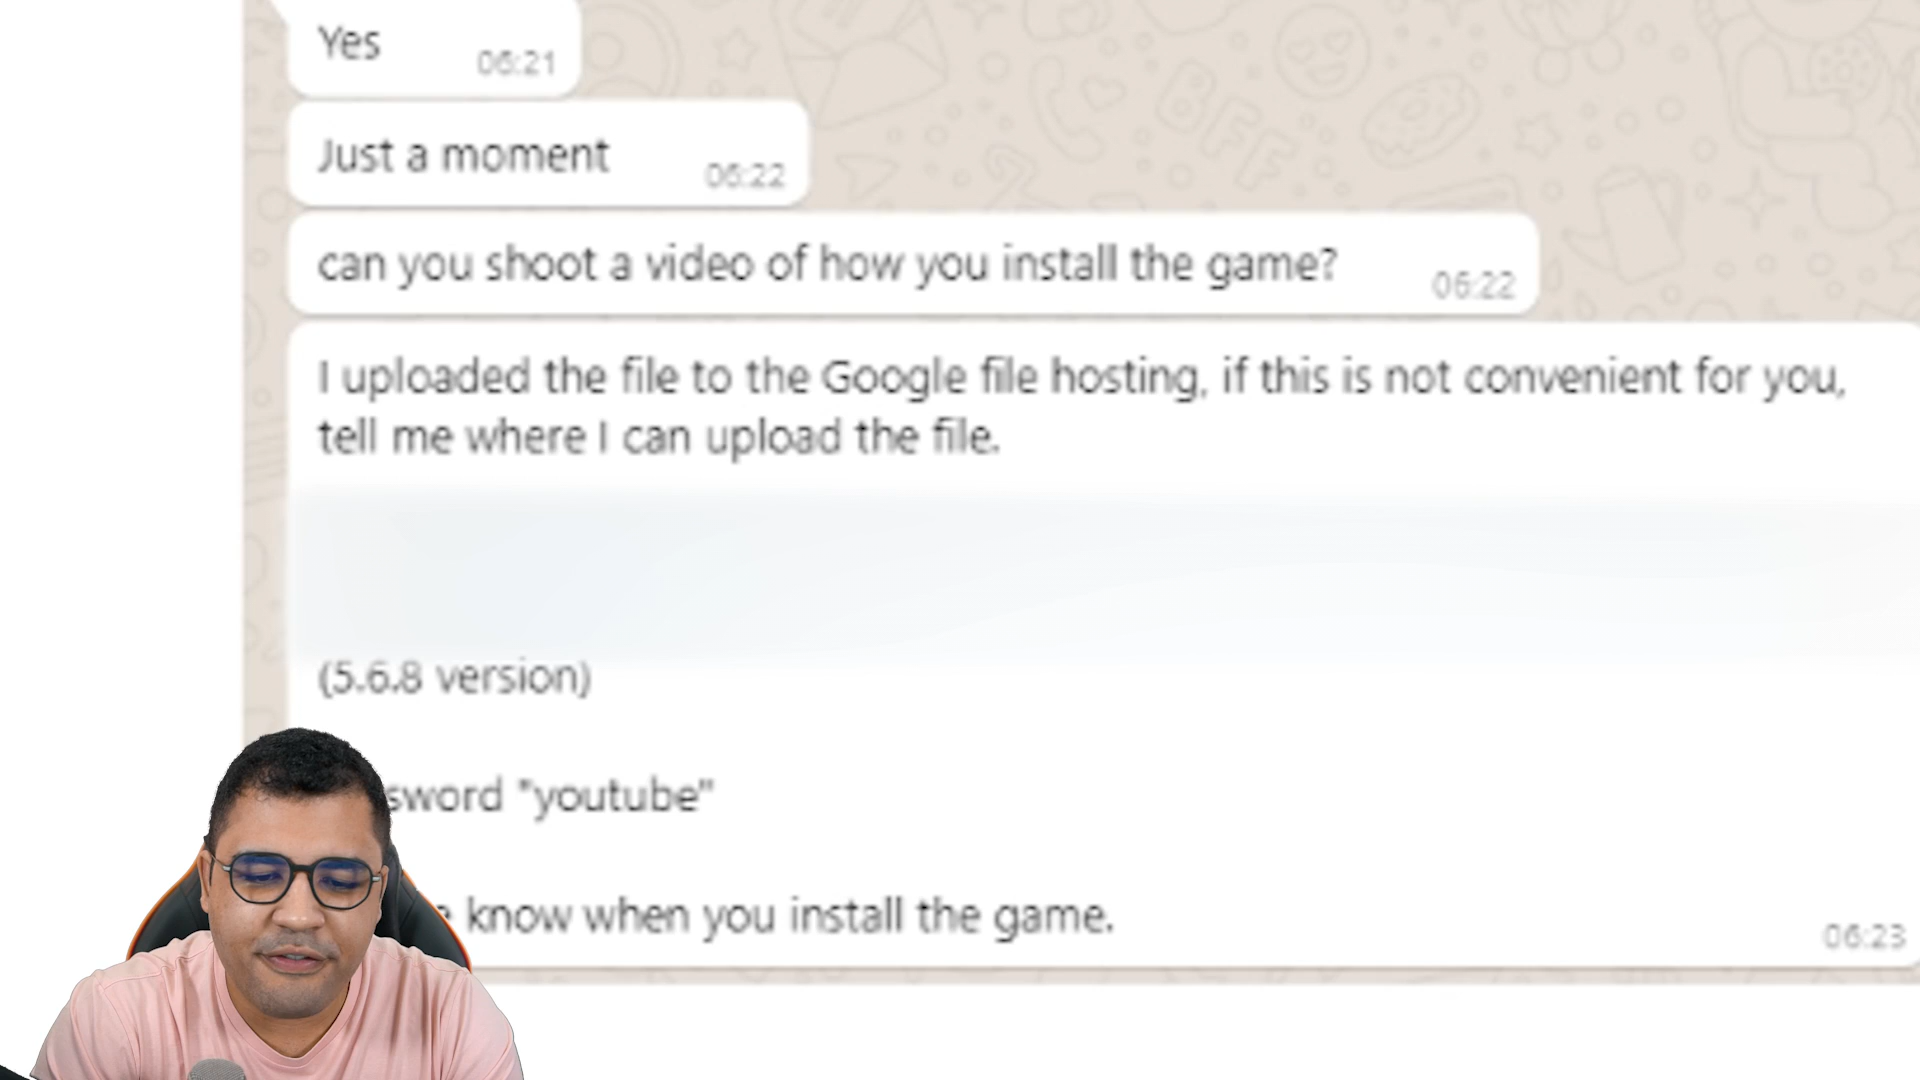 Yes
06:21
Just a moment
06:22
can you shoot a video of how you install the game?
06:22
I uploaded the file to the Google file hosting, if this is not convenient for you,
tell me where I can upload the file.
(5.6.8 version)
sword "youtube"
know when you install the game.
06:23
BFF